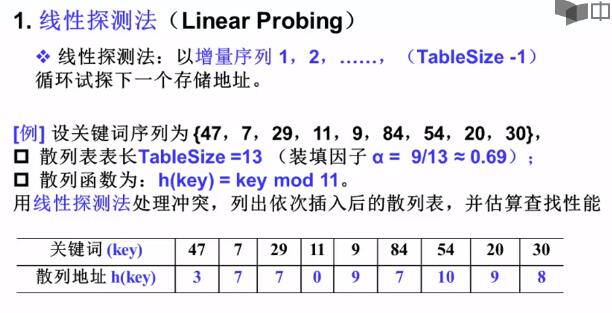 1. 线性探测法（Linear Probing）
中
❖ 线性探测法：以增量序列 1，2，……，（TableSize -1）
循环试探下一个存储地址。
[例] 设关键词序列为 {47，7，29，11，9，84，54，20，30}，
□ 散列表表长TableSize =13 （装填因子 α = 9/13 ≈ 0.69）；
□ 散列函数为：h(key) = key mod 11。
用线性探测法处理冲突，列出依次插入后的散列表，并估算查找性能
关键词 (key) 47 7 29 11 9 84 54 20 30
散列地址 h(key) 3 7 7 0 9 7 10 9 8